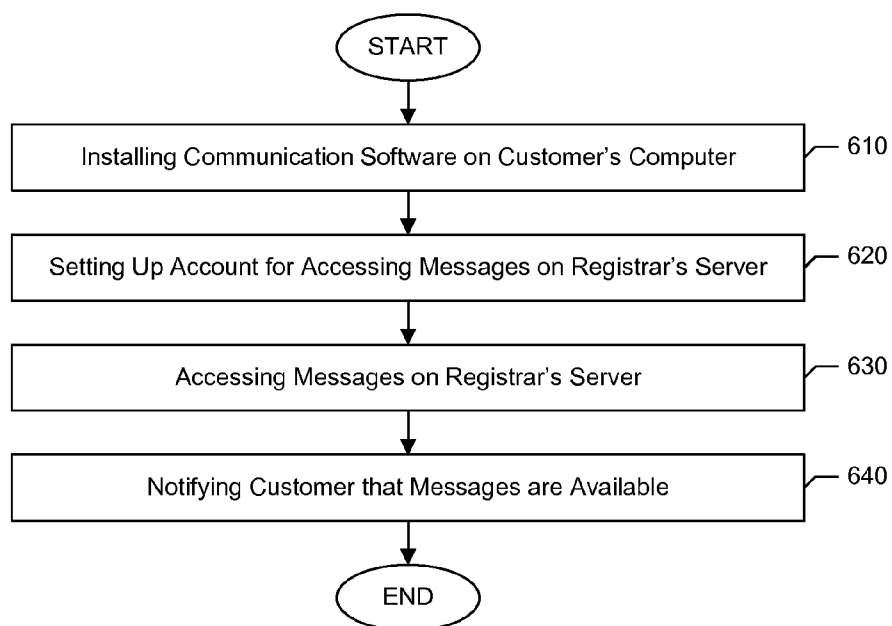 START
Installing Communication Software on Customer's Computer
610
Setting Up Account for Accessing Messages on Registrar's Server
620
Accessing Messages on Registrar's Server
630
Notifying Customer that Messages are Available
640
END